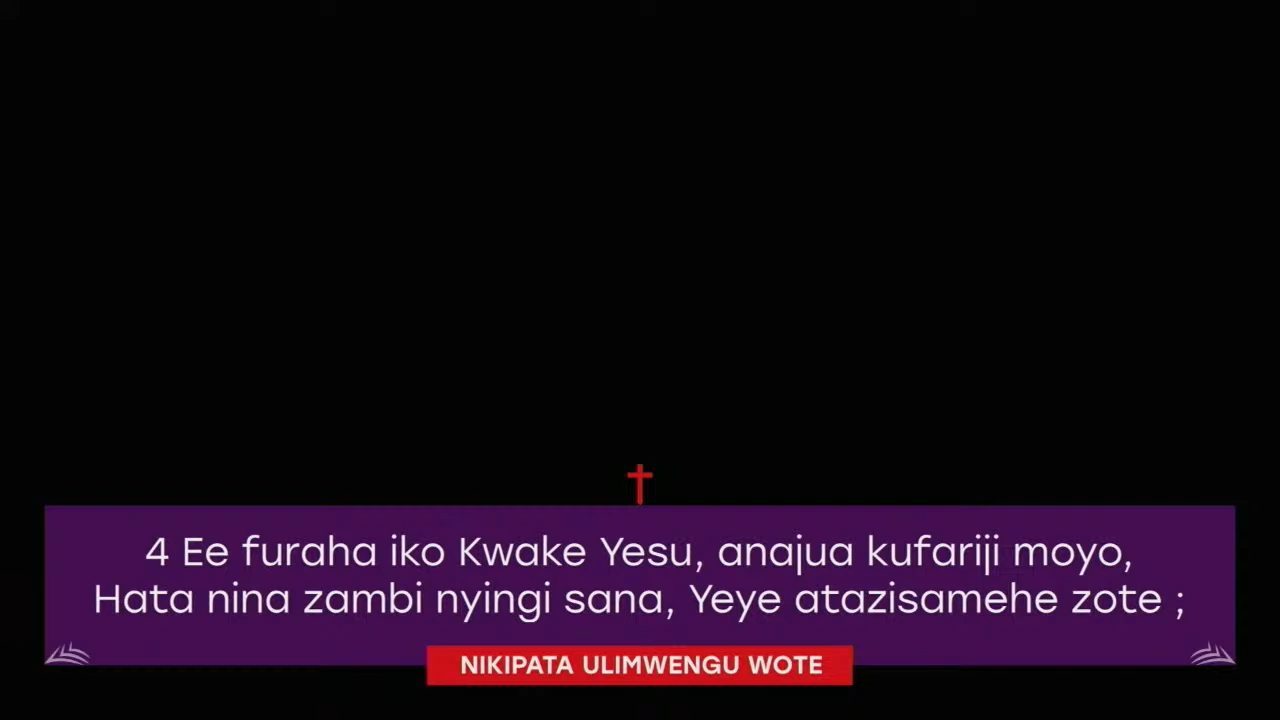 4 Ee furaha iko Kwake Yesu, anajua kufariji moyo,
Hata nina zambi nyingi sana, Yeye atazisamehe zote ;
NIKIPATA ULIMWENGU WOTE